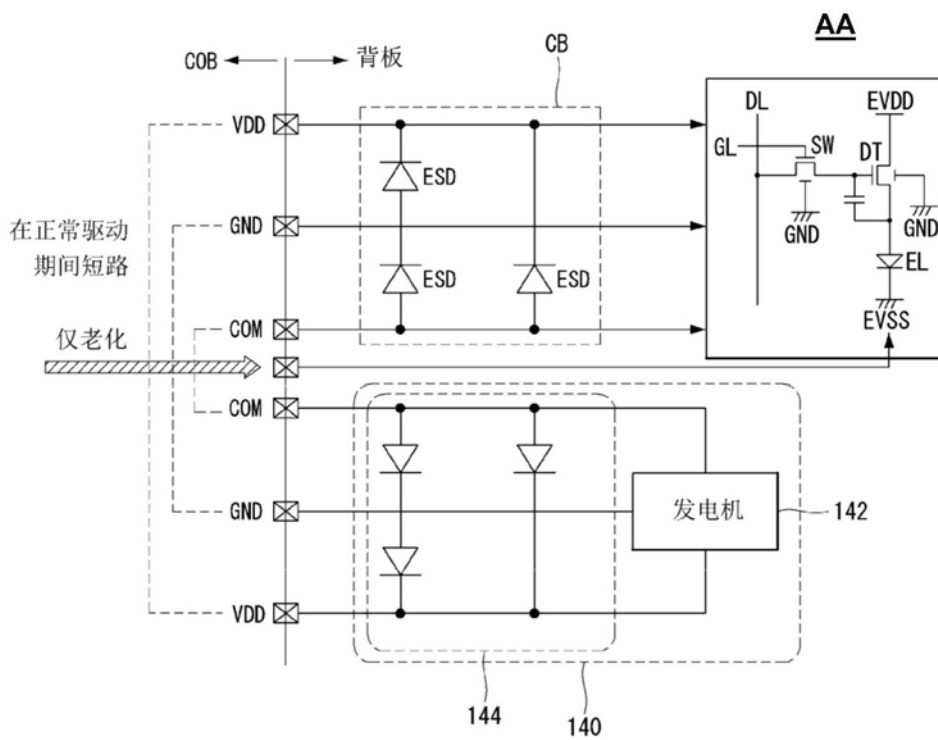 AA
COB
背板
CB
VDD
DL
EVDD
GL
SW
DT
ESD
GND
GND
GND
在正常驱动
期间短路
ESD
ESD
EL
COM
EVSS
仅老化
COM
GND
发电机
142
VDD
144
140